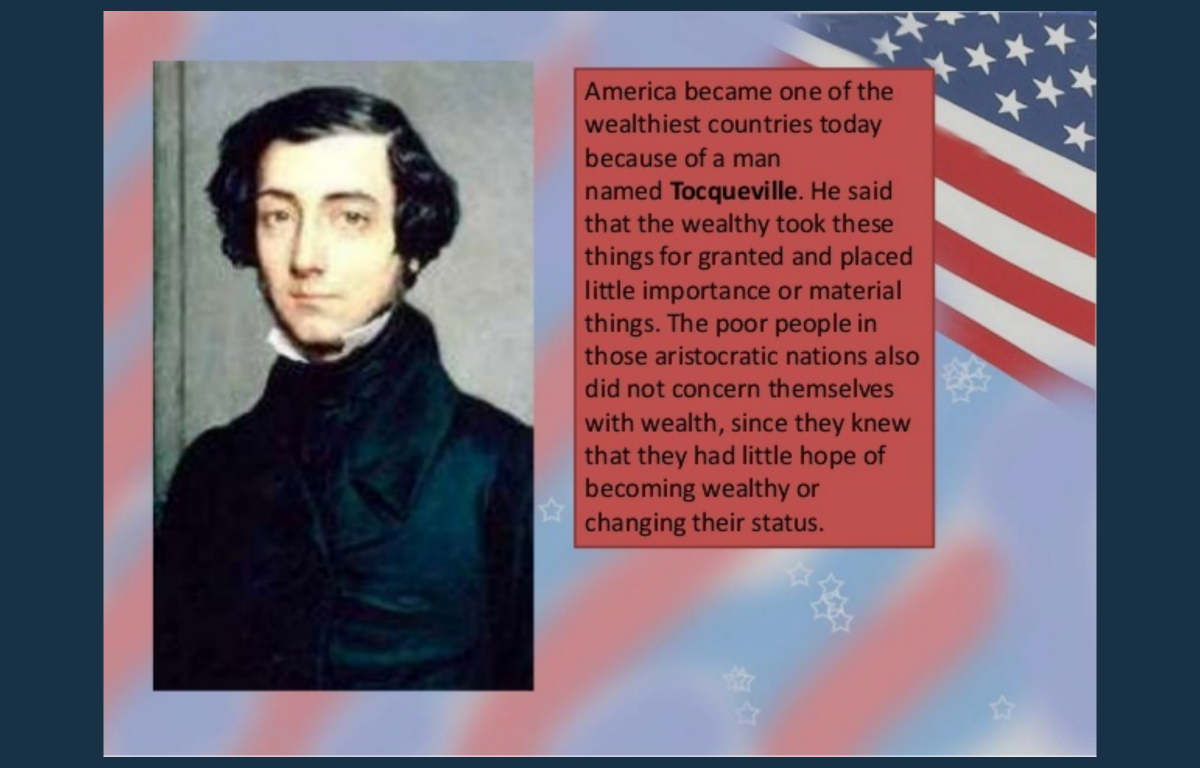 America became one of the
wealthiest countries today
because of a man
named Tocqueville. He said
that the wealthy took these
things for granted and placed
little importance or material
things. The poor people in
those aristocratic nations also
did not concern themselves
with wealth, since they knew
that they had little hope of
becoming wealthy or
changing their status.